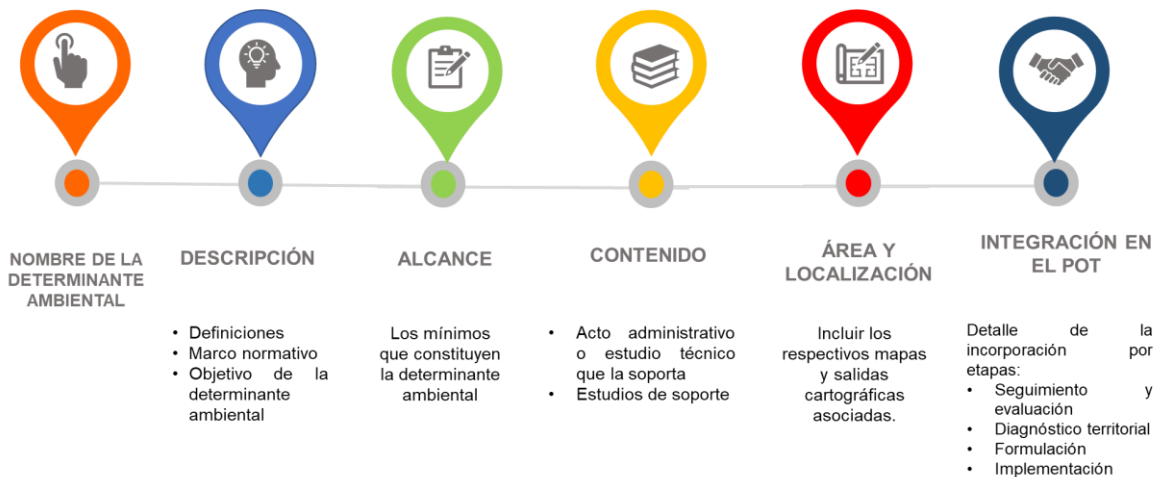 NOMBRE DE LA
DETERMINANTE
AMBIENTAL
DESCRIPCIÓN
• Definiciones
• Marco normativo
• Objetivo de la
determinante
ambiental
ALCANCE
Los mínimos
que constituyen
la determinante
ambiental
CONTENIDO
• Acto administrativo
o estudio técnico
que la soporta
• Estudios de soporte
ÁREA Y
LOCALIZACIÓN
Incluir los
respectivos mapas
y salidas
cartográficas
asociadas.
INTEGRACIÓN EN
EL POT
Detalle de la
incorporación por
etapas:
• Seguimiento y
evaluación
• Diagnóstico territorial
• Formulación
• Implementación